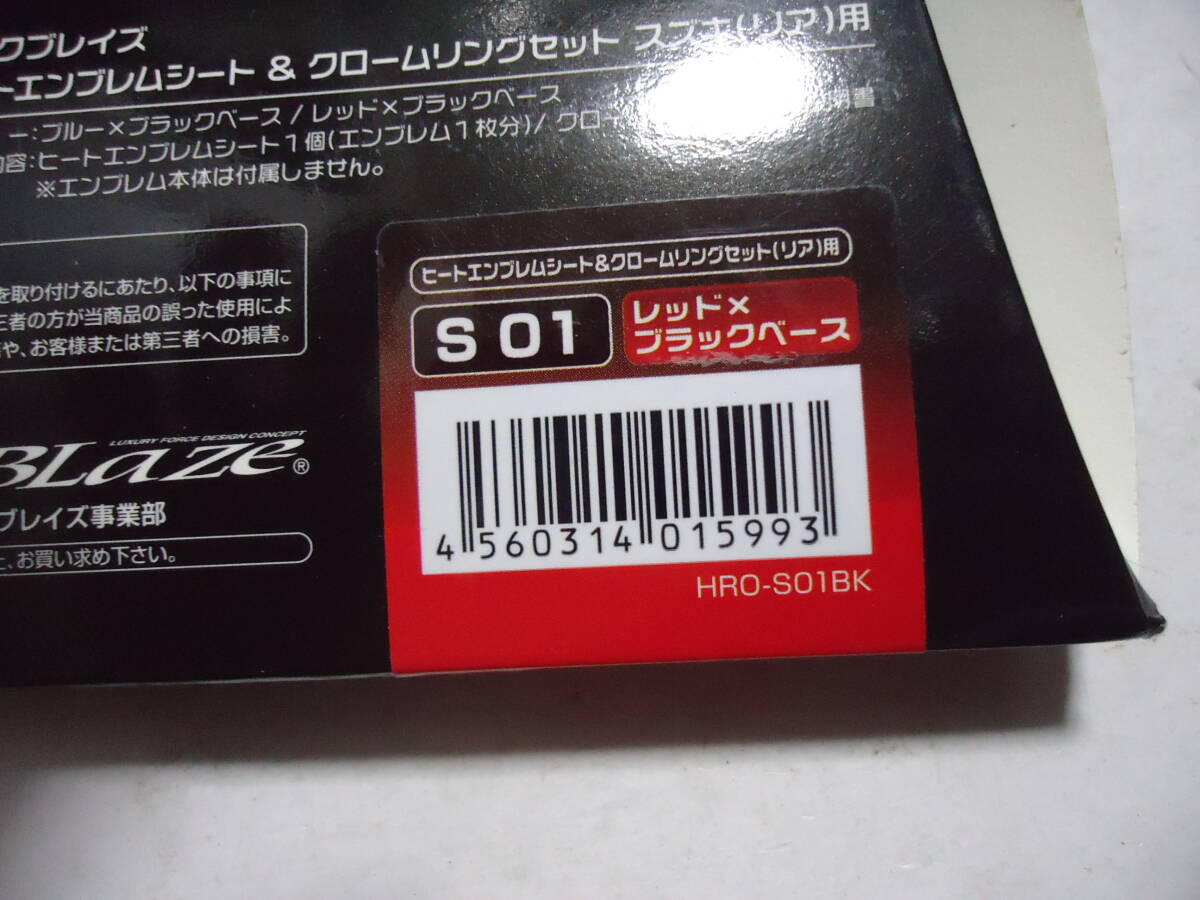 クブレイズ
ートエンブレムシート & クロームリングセット スズキ(リア)用
ー:ブルー×ブラックベース / レッド×ブラックベース
容:ヒートエンブレムシート1個(エンブレム1枚分)/ クロー 明書
※エンブレム本体は付属しません。
を取り付けるにあたり、以下の事項に
三者の方が当商品の誤った使用によ
や、お客様または第三者への損害。
LUXURY FORCE DESIGN CONCEPT
BLaze®
ブレイズ事業部
、お買い求め下さい。
ヒートエンブレムシート&クロームリングセット(リア)用
S 01
レッド×
ブラックベース
4 560314 015993
HRO-S01BK